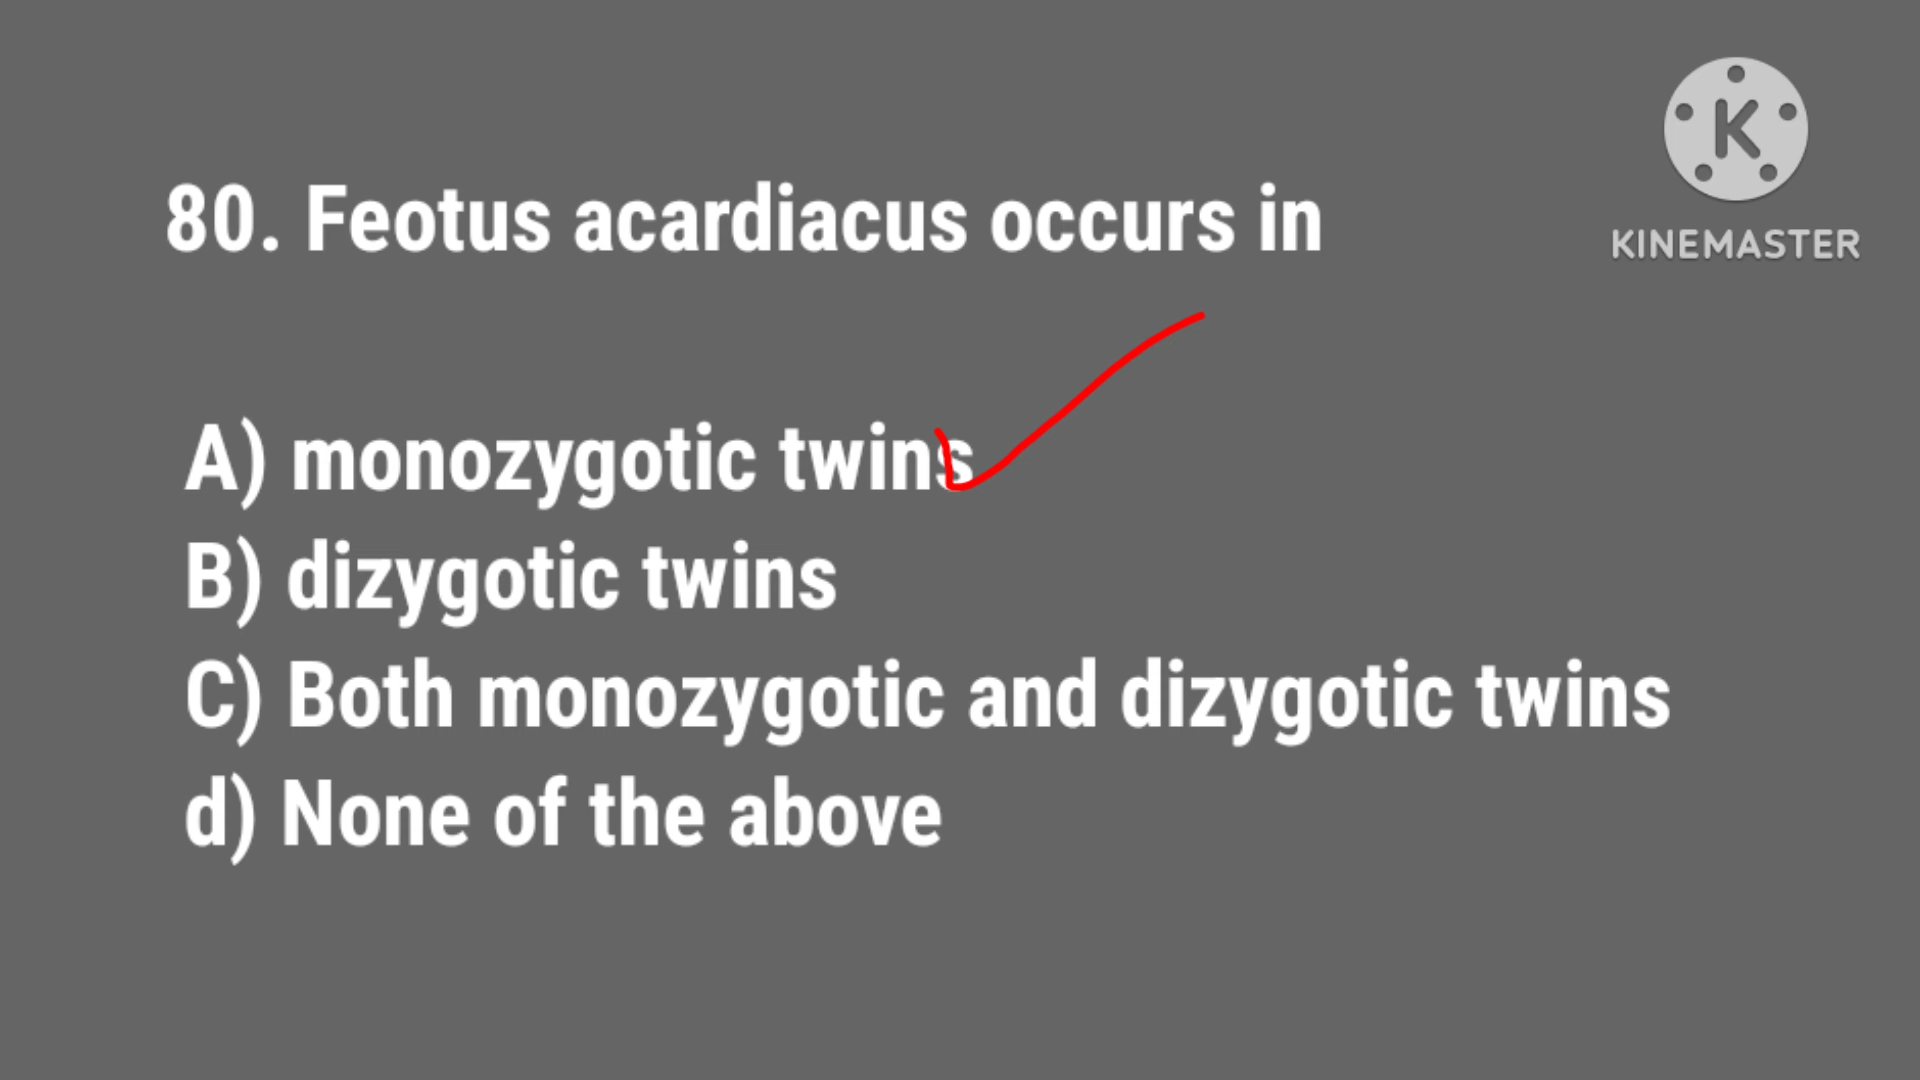 80. Feotus acardiacus occurs in
KINEMASTER
A) monozygotic twins
B) dizygotic twins
C) Both monozygotic and dizygotic twins
d) None of the above